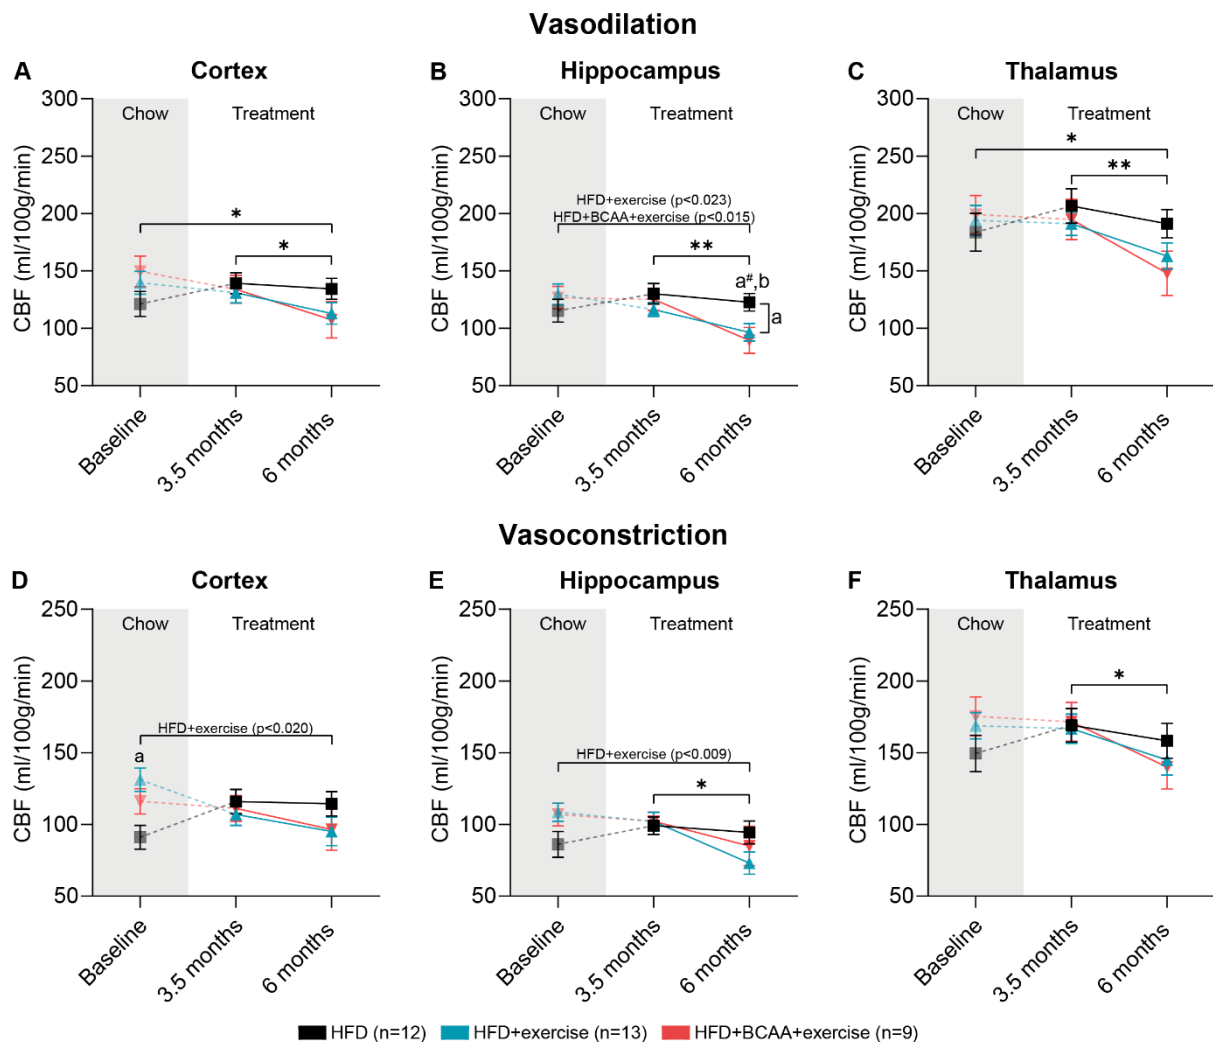 Vasodilation
A Cortex
CBF (ml/100g/min)
300
250
200
150
100
50
Chow Treatment
*
*
Baseline
3.5 months
6 months
B Hippocampus
CBF (ml/100g/min)
300
250
200
150
100
50
Chow Treatment
HFD+exercise (p<0.023)
HFD+BCAA+exercise (p<0.015)
**
a#,b
a
Baseline
3.5 months
6 months
C Thalamus
CBF (ml/100g/min)
300
250
200
150
100
50
Chow Treatment
*
**
Baseline
3.5 months
6 months
Vasoconstriction
D Cortex
CBF (ml/100g/min)
250
200
150
100
50
Chow Treatment
HFD+exercise (p<0.020)
a
Baseline
3.5 months
6 months
E Hippocampus
CBF (ml/100g/min)
250
200
150
100
50
Chow Treatment
HFD+exercise (p<0.009)
*
Baseline
3.5 months
6 months
F Thalamus
CBF (ml/100g/min)
250
200
150
100
50
Chow Treatment
*
Baseline
3.5 months
6 months
HFD (n=12) HFD+exercise (n=13) HFD+BCAA+exercise (n=9)